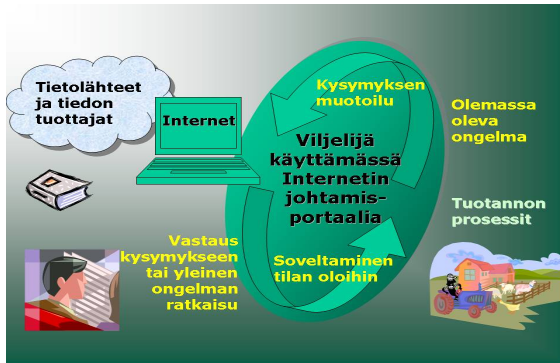 Tietolähteet
ja tiedon
tuottajat
Internet
Kysymyksen
muotoilu
Olemassa
oleva
ongelma
Viljelijä
käyttämässä
Internetin
johtamis-
portaalia
Tuotannon
prosessit
Vastaus
kysymykseen
tai yleinen
ongelman
ratkaisu
Soveltaminen
tilan oloihin